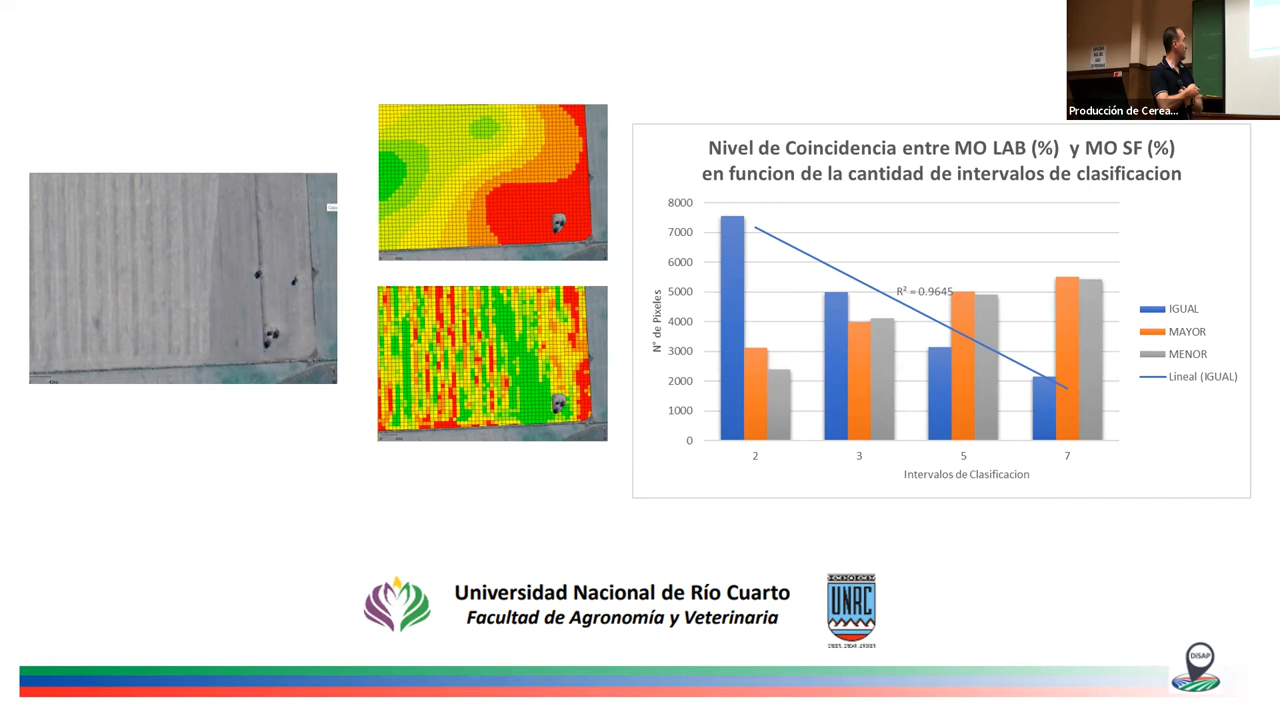 Producción de Cerea...
Nivel de Coincidencia entre MO LAB (%) y MO SF (%)
en funcion de la cantidad de intervalos de clasificacion
8000
7000
6000
5000
4000
3000
2000
1000
0
N° de Pixeles
R² = 0.9645
2
3
5
7
Intervalos de Clasificacion
IGUAL
MAYOR
MENOR
Lineal (IGUAL)
Universidad Nacional de Río Cuarto
Facultad de Agronomía y Veterinaria
UNRC
DISAP